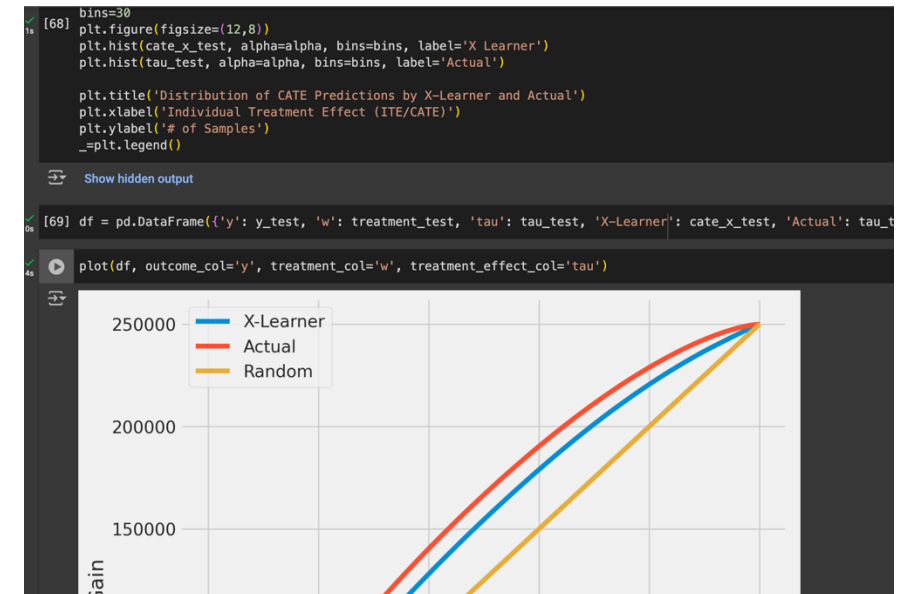 bins=30
[68] plt.figure(figsize=(12,8))
1s
plt.hist(cate_x_test, alpha=alpha, bins=bins, label='X Learner')
plt.hist(tau_test, alpha=alpha, bins=bins, label='Actual')
plt.title('Distribution of CATE Predictions by X-Learner and Actual')
plt.xlabel('Individual Treatment Effect (ITE/CATE)')
plt.ylabel('# of Samples')
_=plt.legend()
Show hidden output
[69] df = pd.DataFrame({'y': y_test, 'w': treatment_test, 'tau': tau_test, 'X-Learner': cate_x_test, 'Actual': tau_t
0s
plot(df, outcome_col='y', treatment_col='w', treatment_effect_col='tau')
4s
250000
X-Learner
Actual
Random
200000
150000
Gain